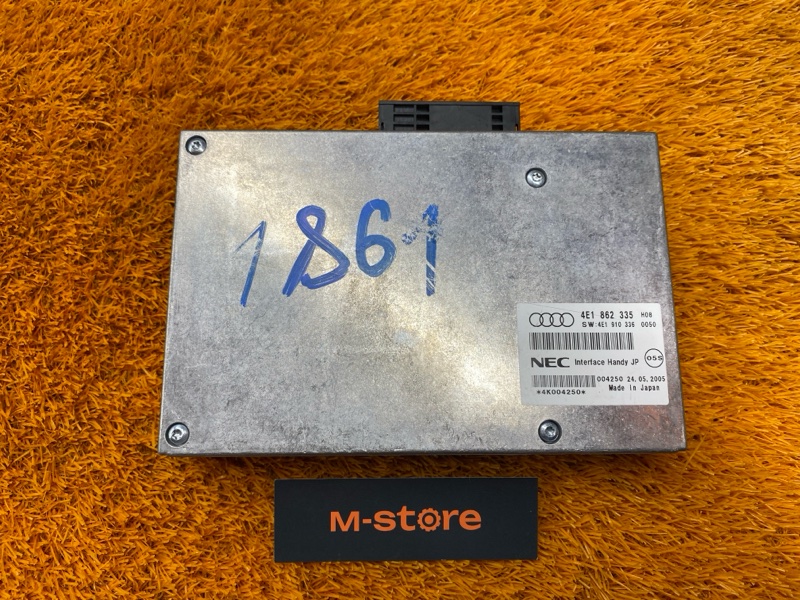 1861
4E1 862 335 H08
SW:4E1 910 336 0050
NEC Interface Handy JP 05S
004250 24.05.2005
*4K004250* Made in Japan
M-store